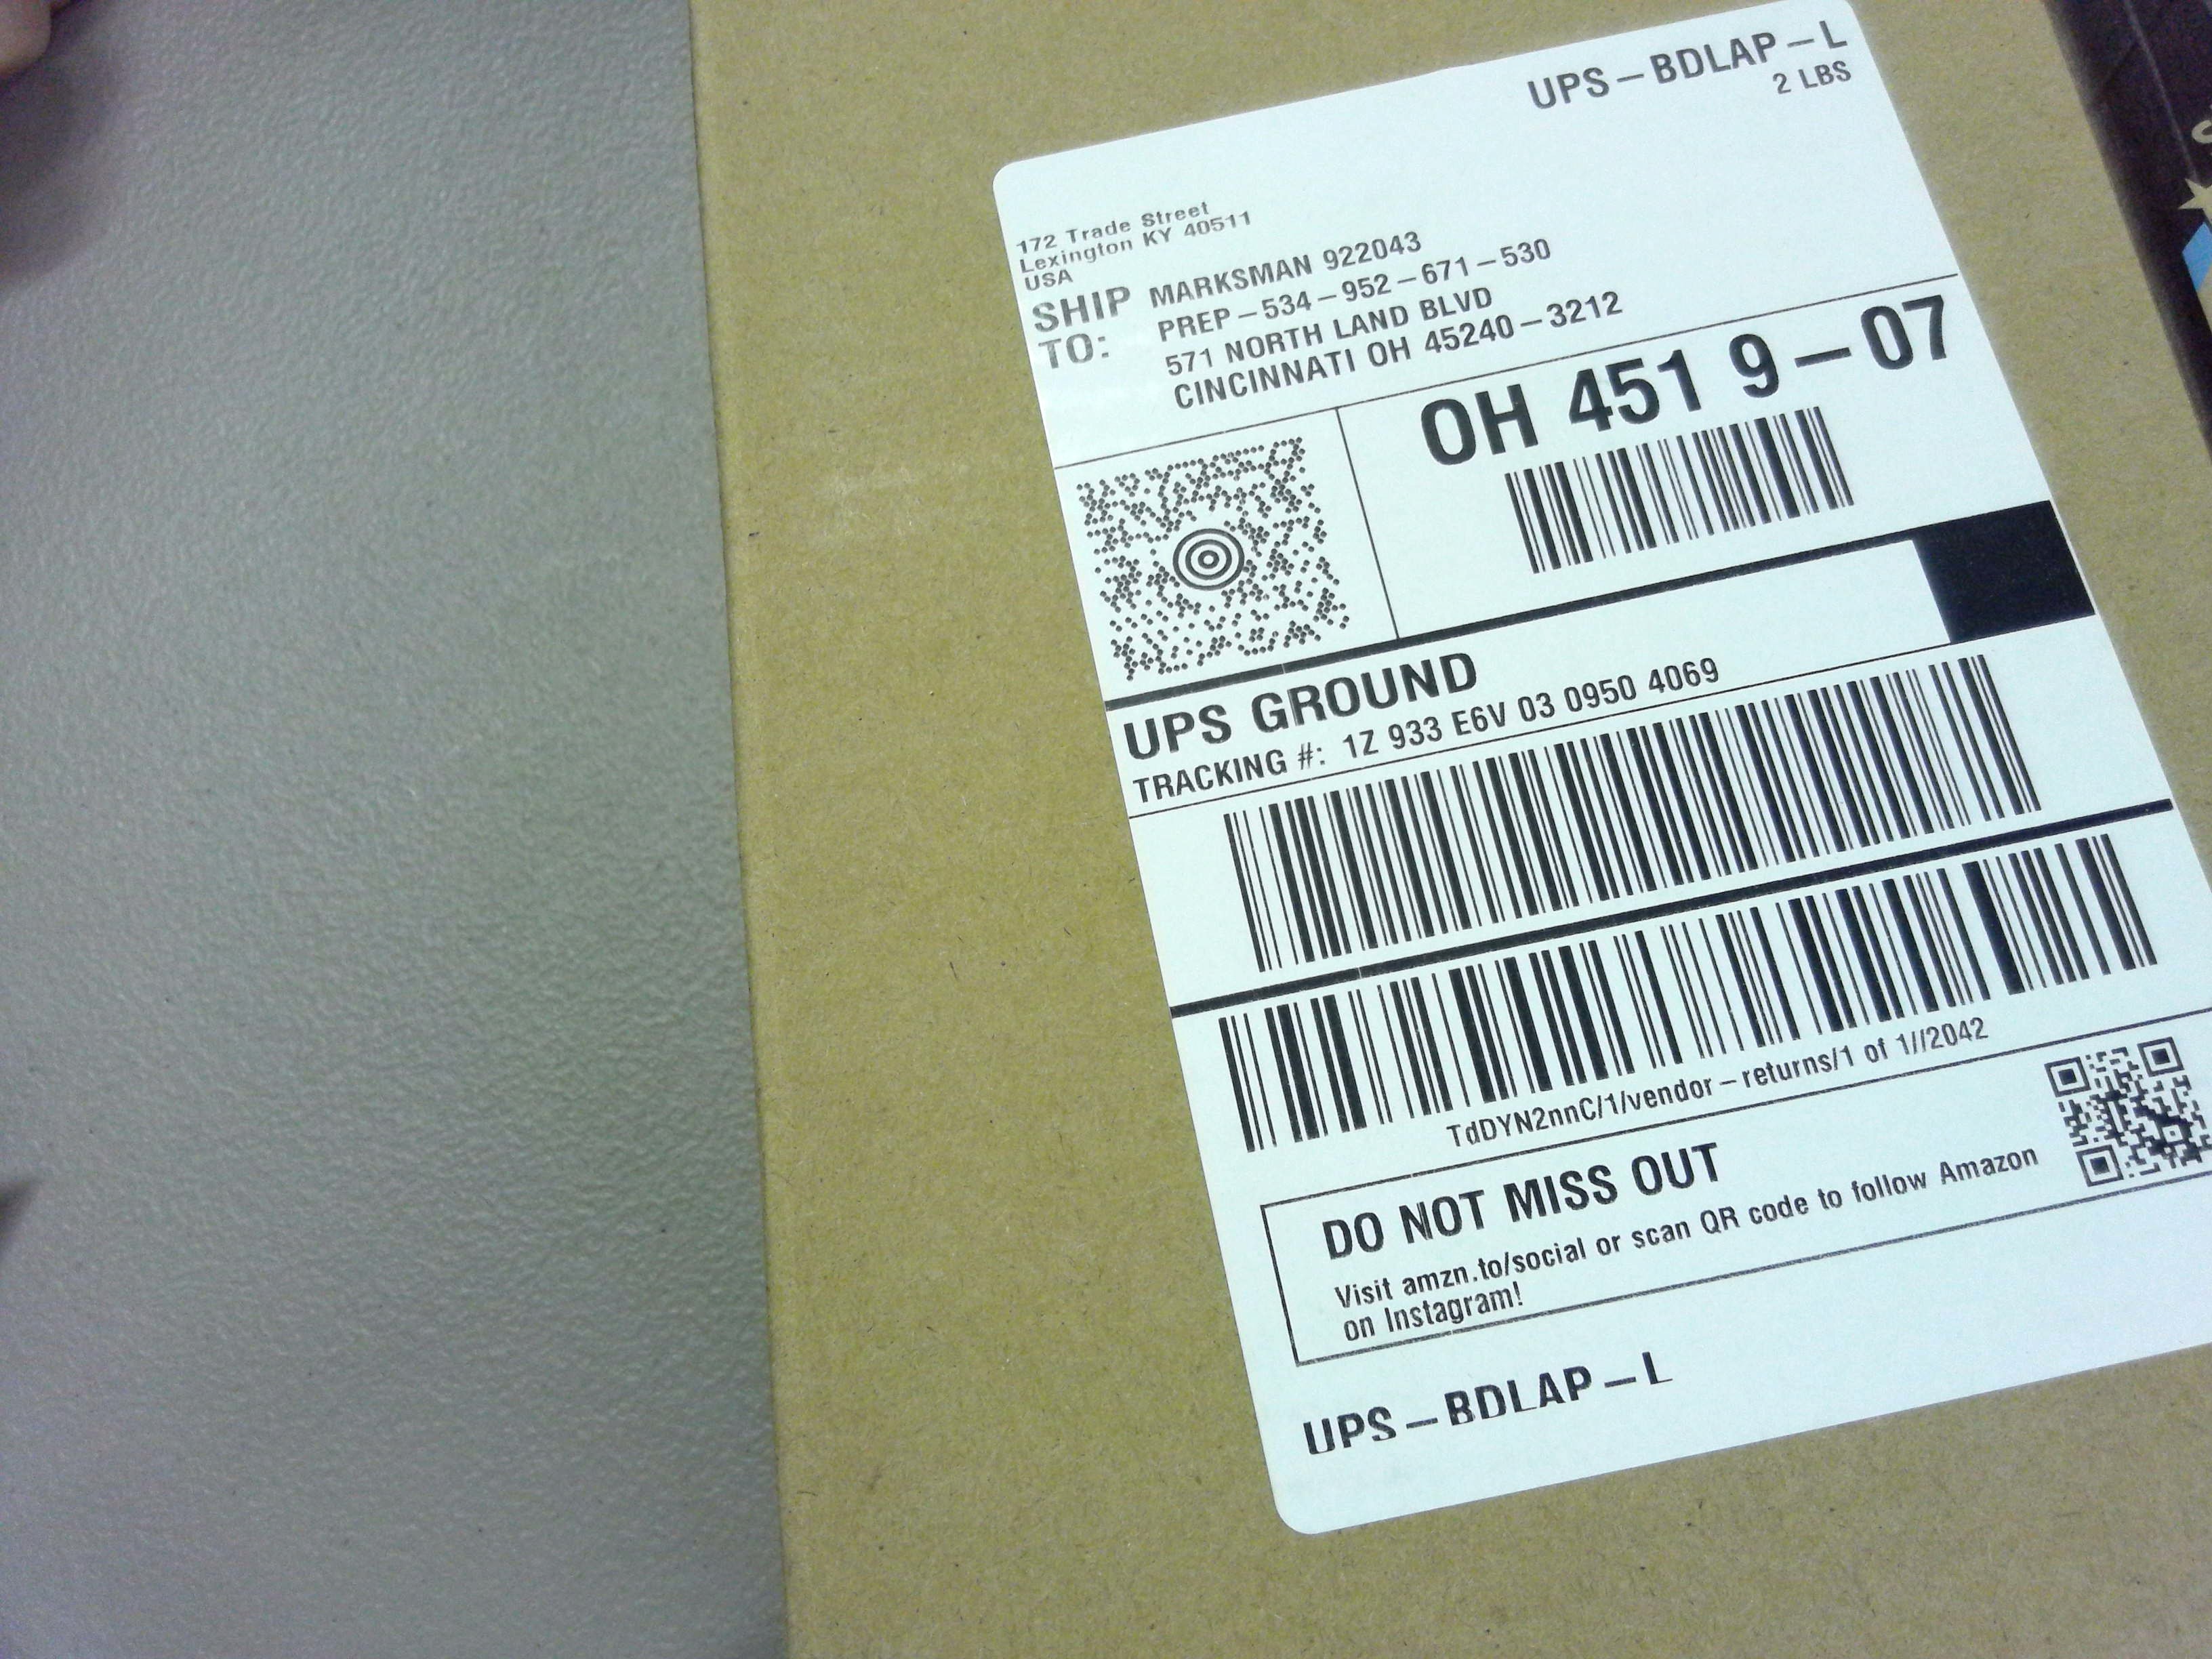 UPS-BDLAP-L
2 LBS
172 Trade Street
Lexington KY 40511
USA
SHIP TO:
MARKSMAN 922043
PREP-534-952-671-530
571 NORTH LAND BLVD
CINCINNATI OH 45240-3212
OH 451 9-07
UPS GROUND
TRACKING #: 1Z 933 E6V 03 0950 4069
TdDYN2nnC/1/vendor-returns/1 of 1//2042
DO NOT MISS OUT
Visit amzn.to/social or scan QR code to follow Amazon
on Instagram!
UPS-BDLAP-L